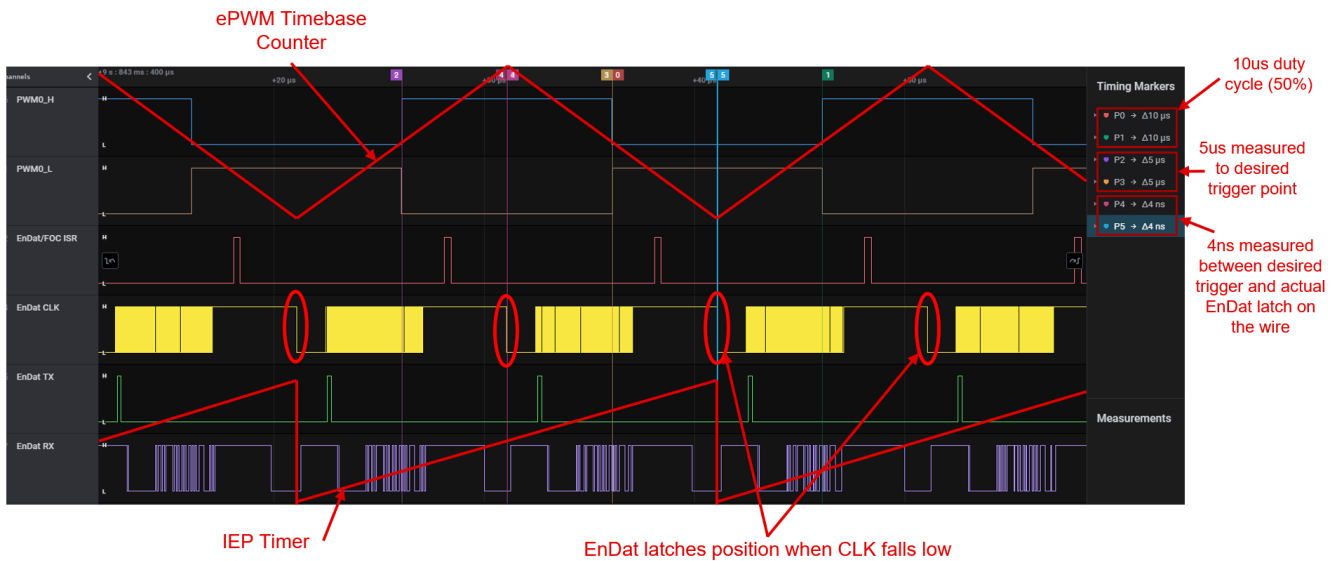 ePWM Timebase
Counter
annels
+9 s : 843 ms : 400 µs
+20 µs
2
4 4
3 0
+40 µs
5 5
1
PWM0_H
H
L
PWM0_L
H
L
EnDat/FOC ISR
H
L
EnDat CLK
H
L
EnDat TX
H
L
EnDat RX
H
L
Timing Markers
P0 → Δ10 µs
P1 → Δ10 µs
P2 → Δ5 µs
P3 → Δ5 µs
P4 → Δ4 ns
P5 → Δ4 ns
Measurements
10us duty
cycle (50%)
5us measured
to desired
trigger point
4ns measured
between desired
trigger and actual
EnDat latch on
the wire
IEP Timer
EnDat latches position when CLK falls low